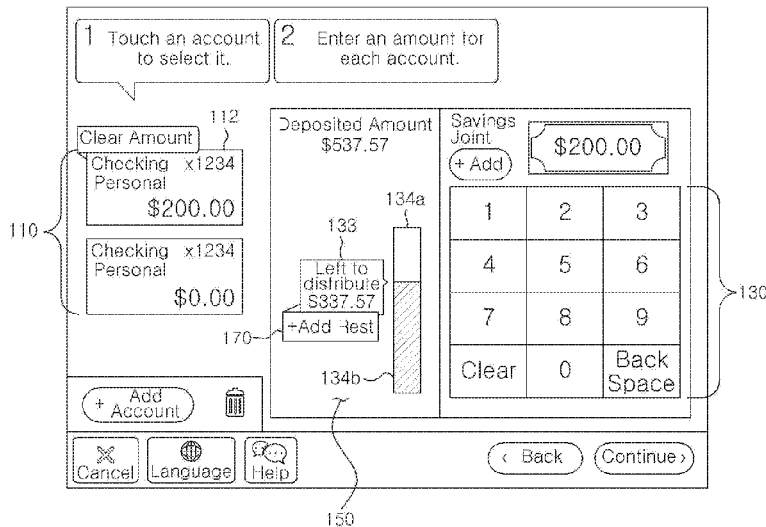 1 Touch an account
to select it.
2 Enter an amount for
each account.
112
Clear Amount
Checking x1234
Personal
$200.00
110
Checking x1234
Personal
$0.00
Deposited Amount
$537.57
134a
133
Left to
distribute
$337.57
170
+Add Rest
134b
Savings
Joint
+ Add
$200.00
1 2 3
4 5 6
7 8 9
Clear 0 Back
Space
130
+ Add
Account
Cancel
Language
Help
‹ Back
Continue ›
150